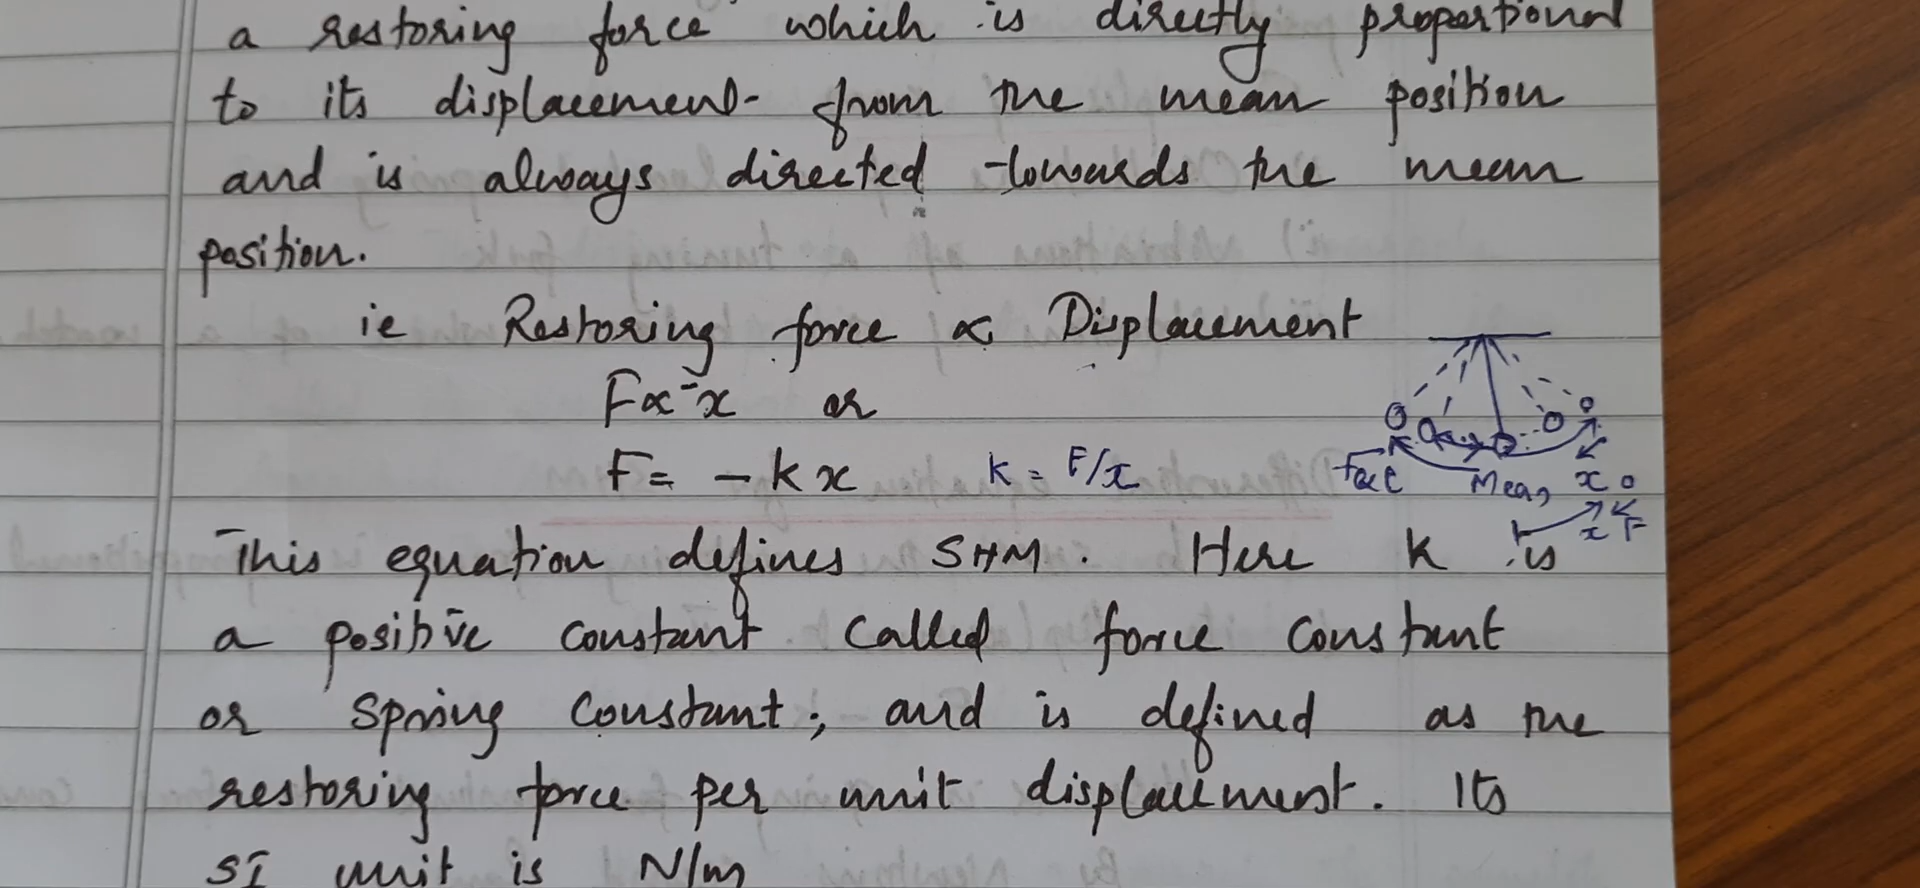 a restoring force which is directly proportional
to its displacement from the mean position
and is always directed towards the mean
position.
ie Restoring force ∝ Displacement
F∝ -x or
F = -kx k = F/x
Mean x
x F
This equation defines SHM. Here k is
a positive constant called force constant
or spring constant, and is defined as the
restoring force per unit displacement. Its
SI unit is N/m